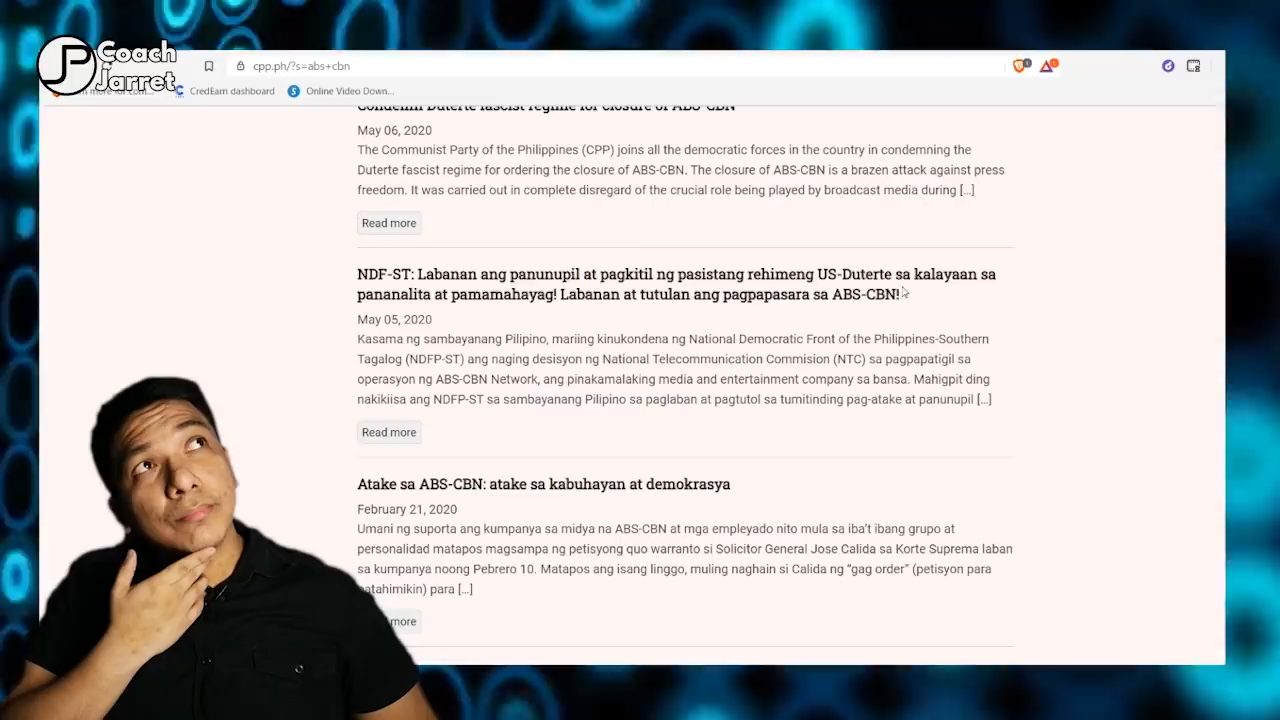 Coach
Jarret
JP
cpp.ph/?s=abs+cbn
CredEarn dashboard
Online Video Down...
Condemn Duterte fascist regime for closure of ABS-CBN
May 06, 2020
The Communist Party of the Philippines (CPP) joins all the democratic forces in the country in condemning the
Duterte fascist regime for ordering the closure of ABS-CBN. The closure of ABS-CBN is a brazen attack against press
freedom. It was carried out in complete disregard of the crucial role being played by broadcast media during [...]
Read more
NDF-ST: Labanan ang panunupil at pagkitil ng pasistang rehimeng US-Duterte sa kalayaan sa
pananalita at pamamahayag! Labanan at tutulan ang pagpapasara sa ABS-CBN!
May 05, 2020
Kasama ng sambayanang Pilipino, mariing kinukondena ng National Democratic Front of the Philippines-Southern
Tagalog (NDFP-ST) ang naging desisyon ng National Telecommunication Commision (NTC) sa pagpapatigil sa
operasyon ng ABS-CBN Network, ang pinakamalaking media and entertainment company sa bansa. Mahigpit ding
nakikiisa ang NDFP-ST sa sambayanang Pilipino sa paglaban at pagtutol sa tumitinding pag-atake at panunupil [...]
Read more
Atake sa ABS-CBN: atake sa kabuhayan at demokrasya
February 21, 2020
Umani ng suporta ang kumpanya sa midya na ABS-CBN at mga empleyado nito mula sa iba't ibang grupo at
personalidad matapos magsampa ng petisyong quo warranto si Solicitor General Jose Calida sa Korte Suprema laban
sa kumpanya noong Pebrero 10. Matapos ang isang linggo, muling naghain si Calida ng “gag order” (petisyon para
patahimikin) para [...]
more